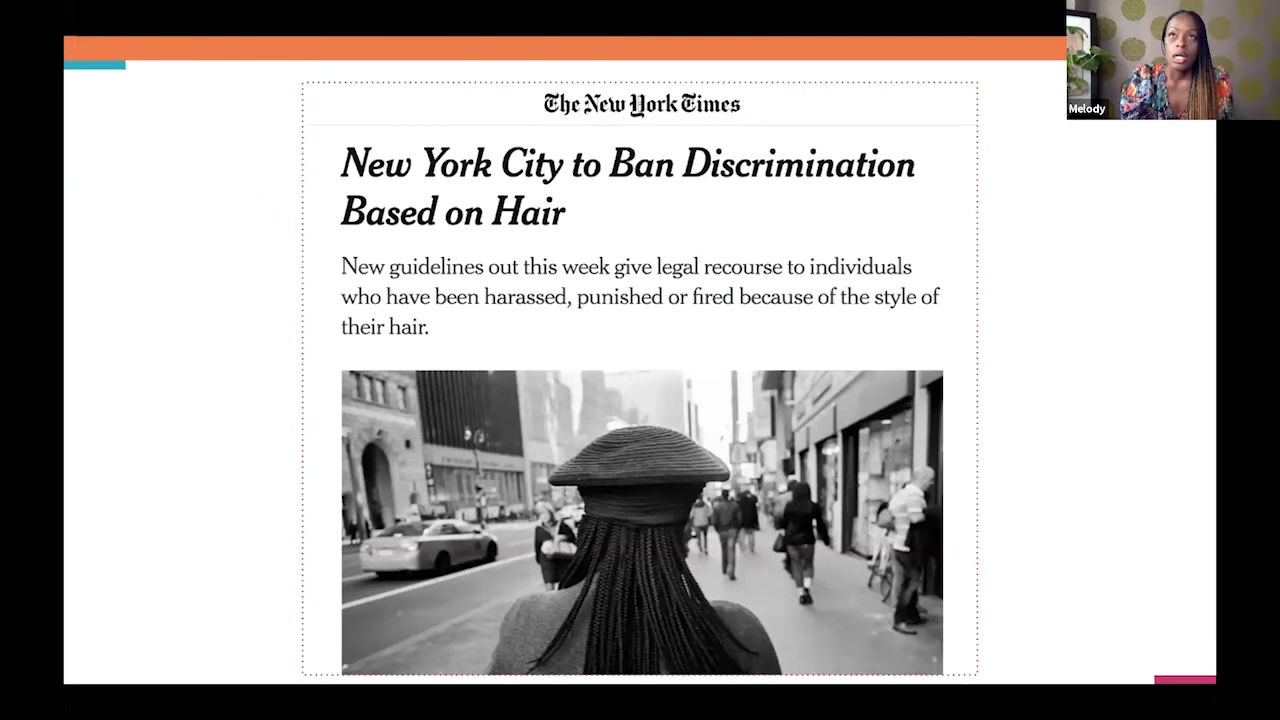 The New York Times
New York City to Ban Discrimination
Based on Hair
New guidelines out this week give legal recourse to individuals
who have been harassed, punished or fired because of the style of
their hair.
Melody